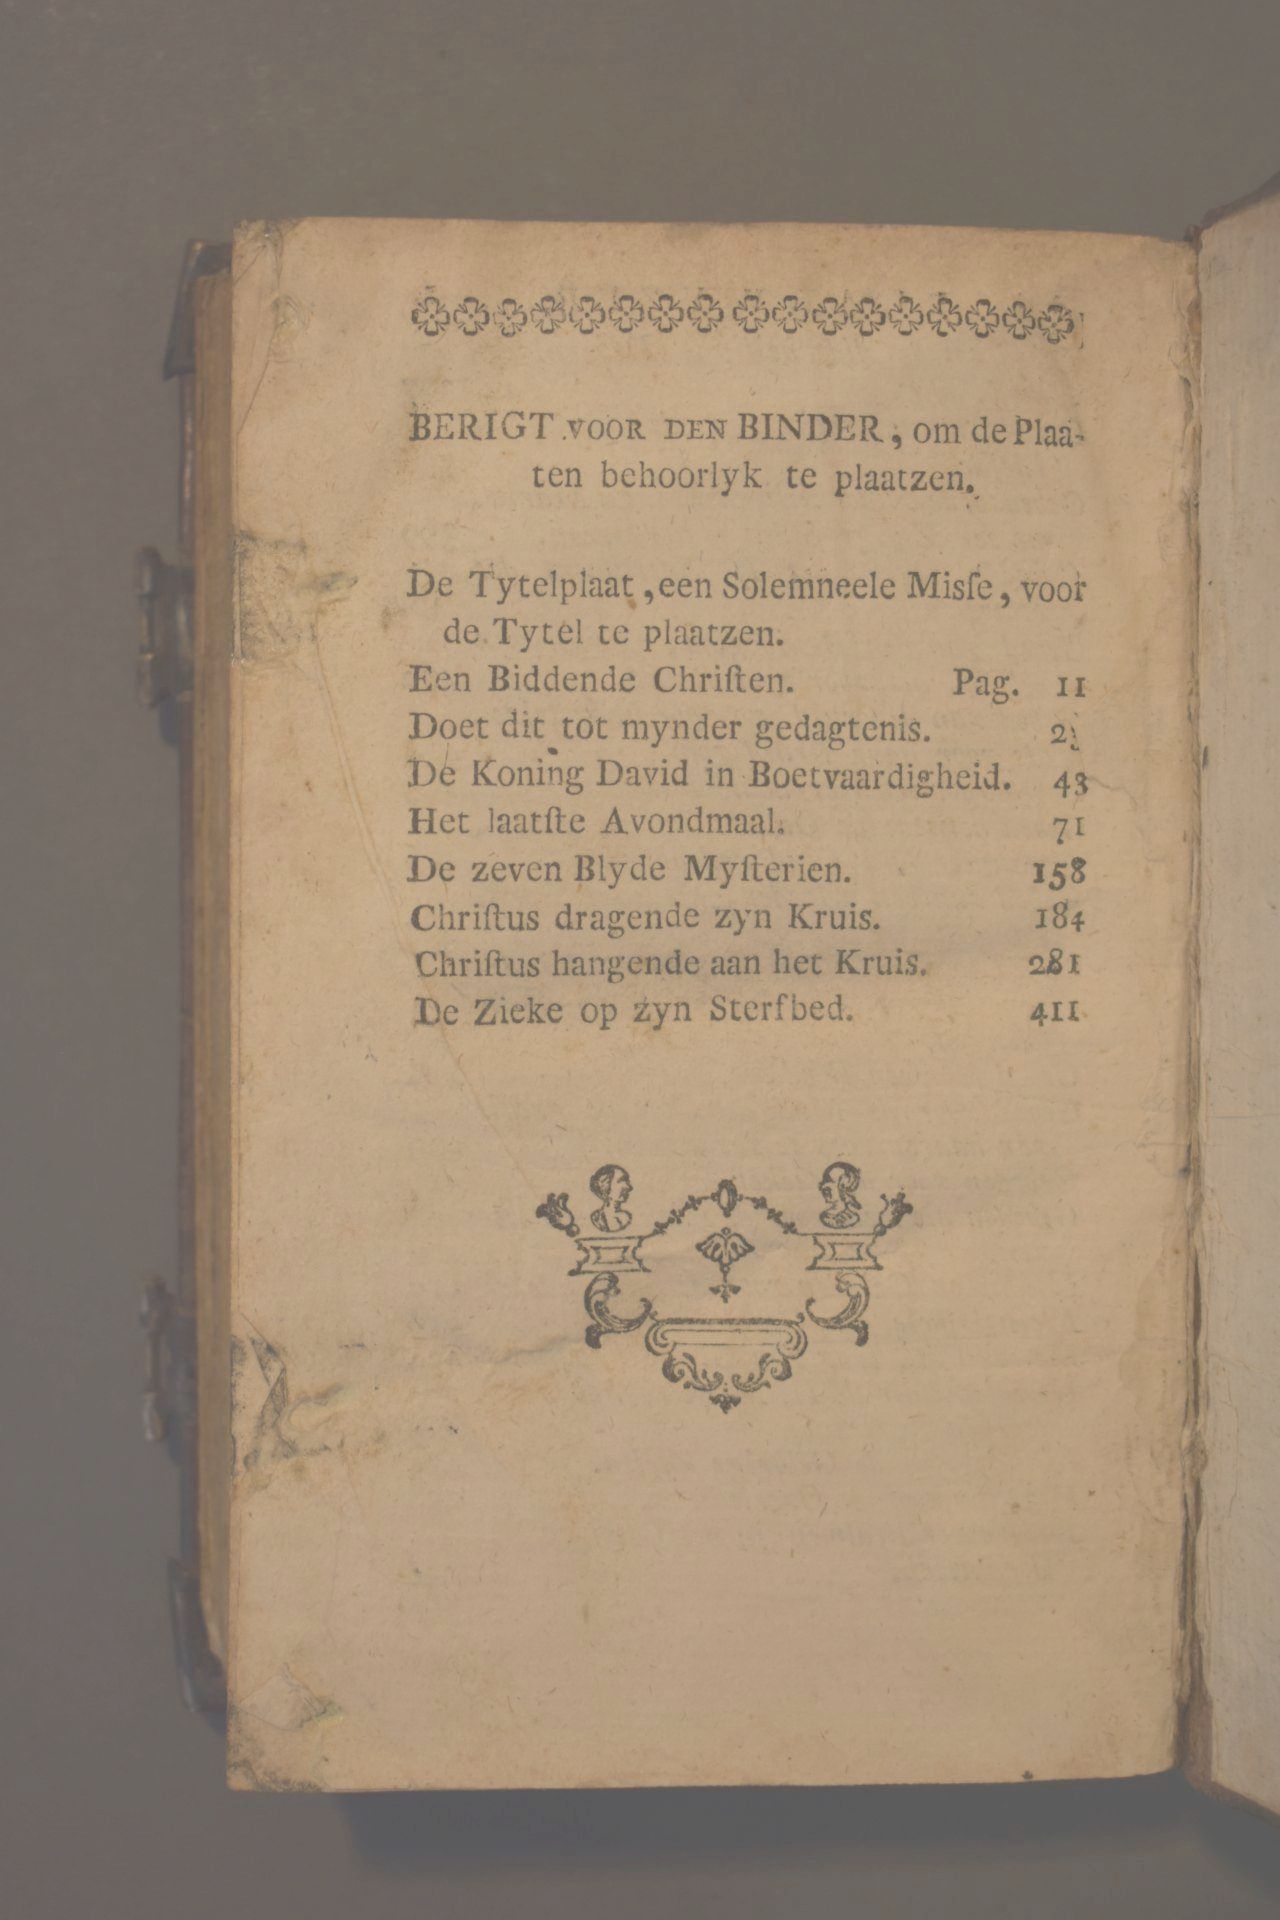 BERIGT VOOR DEN BINDER, om de Plaa-
ten behoorlyk te plaatzen.
De Tytelplaat, een Solemneele Misſe, voor
de Tytel te plaatzen.
Een Biddende Chriſten. Pag. 11
Doet dit tot mynder gedagtenis.
De Koning David in Boetvaardigheid. 43
Het laatſte Avondmaal. 71
De zeven Blyde Myſterien. 158
Chriſtus dragende zyn Kruis. 184
Chriſtus hangende aan het Kruis. 281
De Zieke op zyn Sterfbed. 411